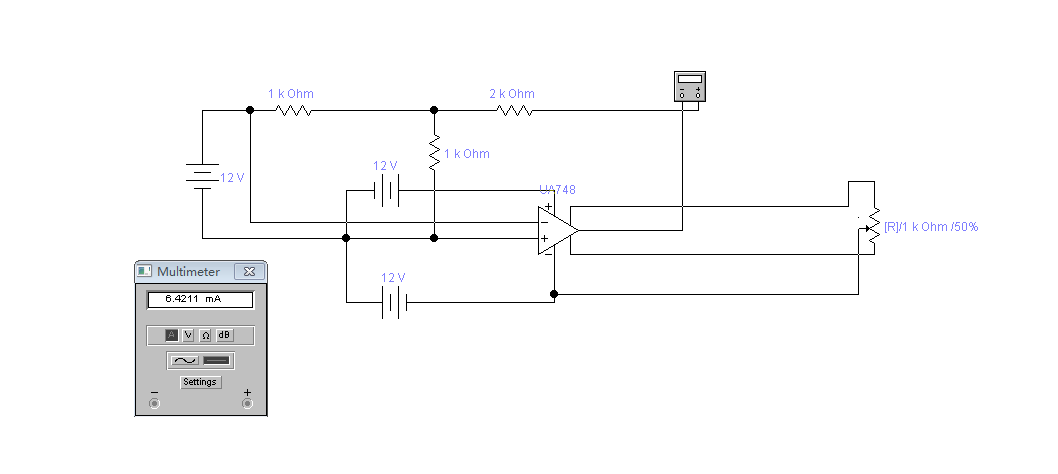 1 k Ohm
2 k Ohm
1 k Ohm
12 V
12 V
UA748
[R]/1 k Ohm /50%
12 V
Multimeter
6.4211 mA
A V Ω dB
Settings